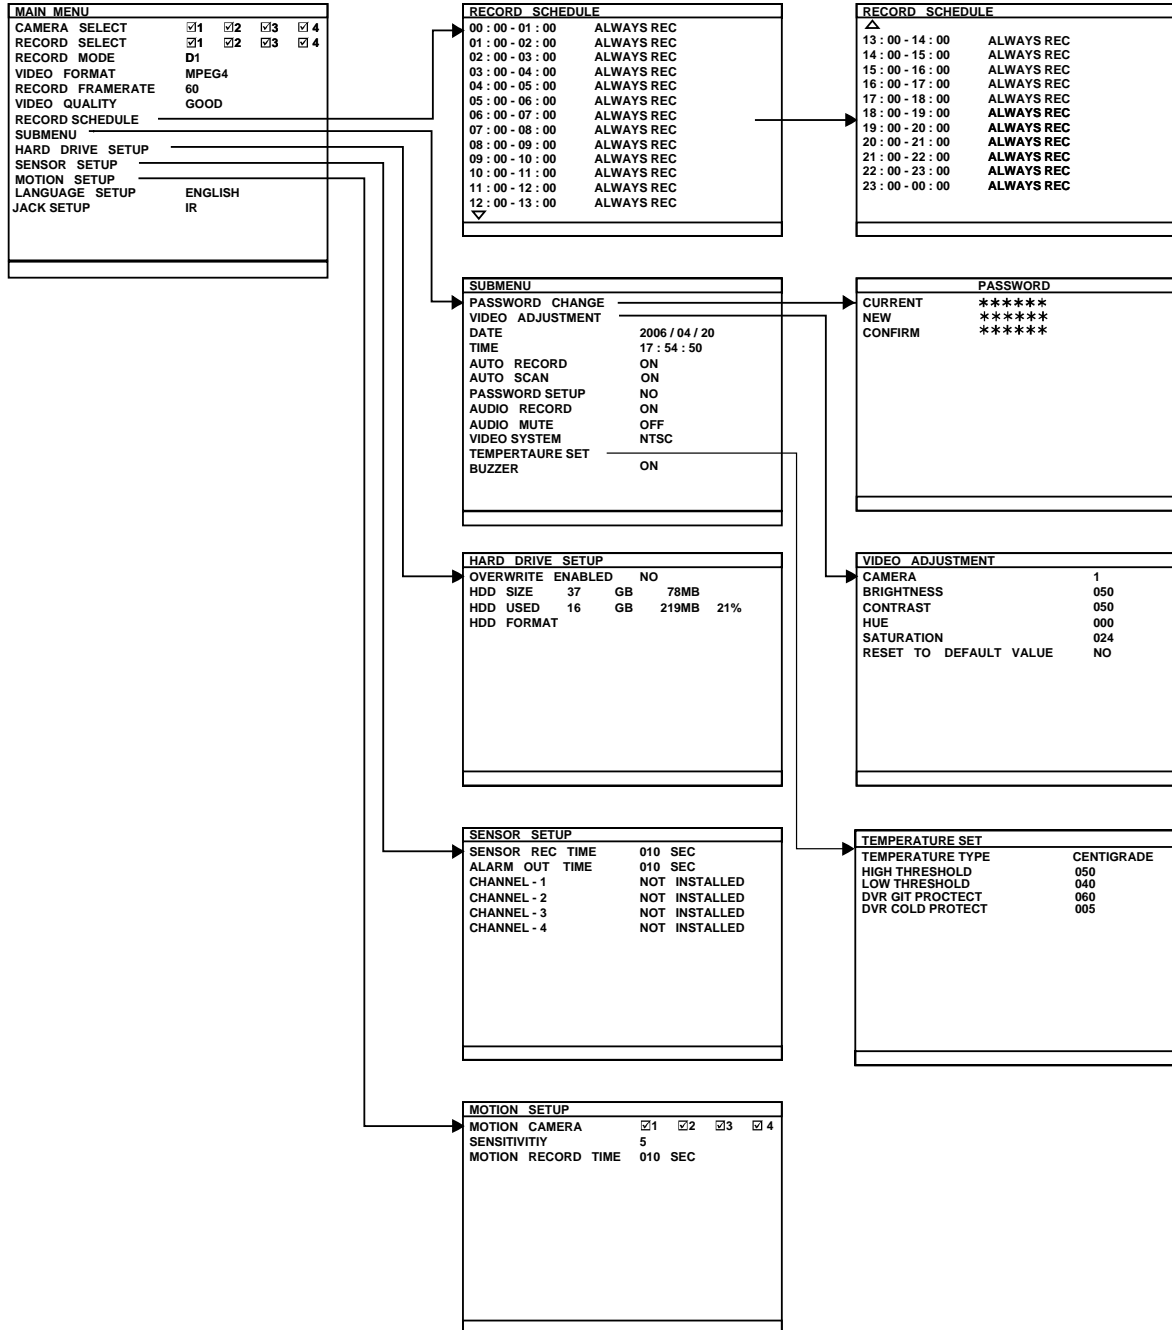 MAIN MENU
CAMERA SELECT ☑1 ☑2 ☑3 ☑4
RECORD SELECT ☑1 ☑2 ☑3 ☑4
RECORD MODE D1
VIDEO FORMAT MPEG4
RECORD FRAMERATE 60
VIDEO QUALITY GOOD
RECORD SCHEDULE
SUBMENU
HARD DRIVE SETUP
SENSOR SETUP
MOTION SETUP
LANGUAGE SETUP ENGLISH
JACK SETUP IR
RECORD SCHEDULE
00 : 00 - 01 : 00 ALWAYS REC
01 : 00 - 02 : 00 ALWAYS REC
02 : 00 - 03 : 00 ALWAYS REC
03 : 00 - 04 : 00 ALWAYS REC
04 : 00 - 05 : 00 ALWAYS REC
05 : 00 - 06 : 00 ALWAYS REC
06 : 00 - 07 : 00 ALWAYS REC
07 : 00 - 08 : 00 ALWAYS REC
08 : 00 - 09 : 00 ALWAYS REC
09 : 00 - 10 : 00 ALWAYS REC
10 : 00 - 11 : 00 ALWAYS REC
11 : 00 - 12 : 00 ALWAYS REC
12 : 00 - 13 : 00 ALWAYS REC
RECORD SCHEDULE
13 : 00 - 14 : 00 ALWAYS REC
14 : 00 - 15 : 00 ALWAYS REC
15 : 00 - 16 : 00 ALWAYS REC
16 : 00 - 17 : 00 ALWAYS REC
17 : 00 - 18 : 00 ALWAYS REC
18 : 00 - 19 : 00 ALWAYS REC
19 : 00 - 20 : 00 ALWAYS REC
20 : 00 - 21 : 00 ALWAYS REC
21 : 00 - 22 : 00 ALWAYS REC
22 : 00 - 23 : 00 ALWAYS REC
23 : 00 - 00 : 00 ALWAYS REC
SUBMENU
PASSWORD CHANGE
VIDEO ADJUSTMENT
DATE 2006 / 04 / 20
TIME 17 : 54 : 50
AUTO RECORD ON
AUTO SCAN ON
PASSWORD SETUP NO
AUDIO RECORD ON
AUDIO MUTE OFF
VIDEO SYSTEM NTSC
TEMPERTAURE SET
BUZZER ON
PASSWORD
CURRENT ******
NEW ******
CONFIRM ******
HARD DRIVE SETUP
OVERWRITE ENABLED NO
HDD SIZE 37 GB 78MB
HDD USED 16 GB 219MB 21%
HDD FORMAT
VIDEO ADJUSTMENT
CAMERA 1
BRIGHTNESS 050
CONTRAST 050
HUE 000
SATURATION 024
RESET TO DEFAULT VALUE NO
SENSOR SETUP
SENSOR REC TIME 010 SEC
ALARM OUT TIME 010 SEC
CHANNEL - 1 NOT INSTALLED
CHANNEL - 2 NOT INSTALLED
CHANNEL - 3 NOT INSTALLED
CHANNEL - 4 NOT INSTALLED
TEMPERATURE SET
TEMPERATURE TYPE CENTIGRADE
HIGH THRESHOLD 050
LOW THRESHOLD 040
DVR GIT PROCTECT 060
DVR COLD PROTECT 005
MOTION SETUP
MOTION CAMERA ☑1 ☑2 ☑3 ☑4
SENSITIVITIY 5
MOTION RECORD TIME 010 SEC